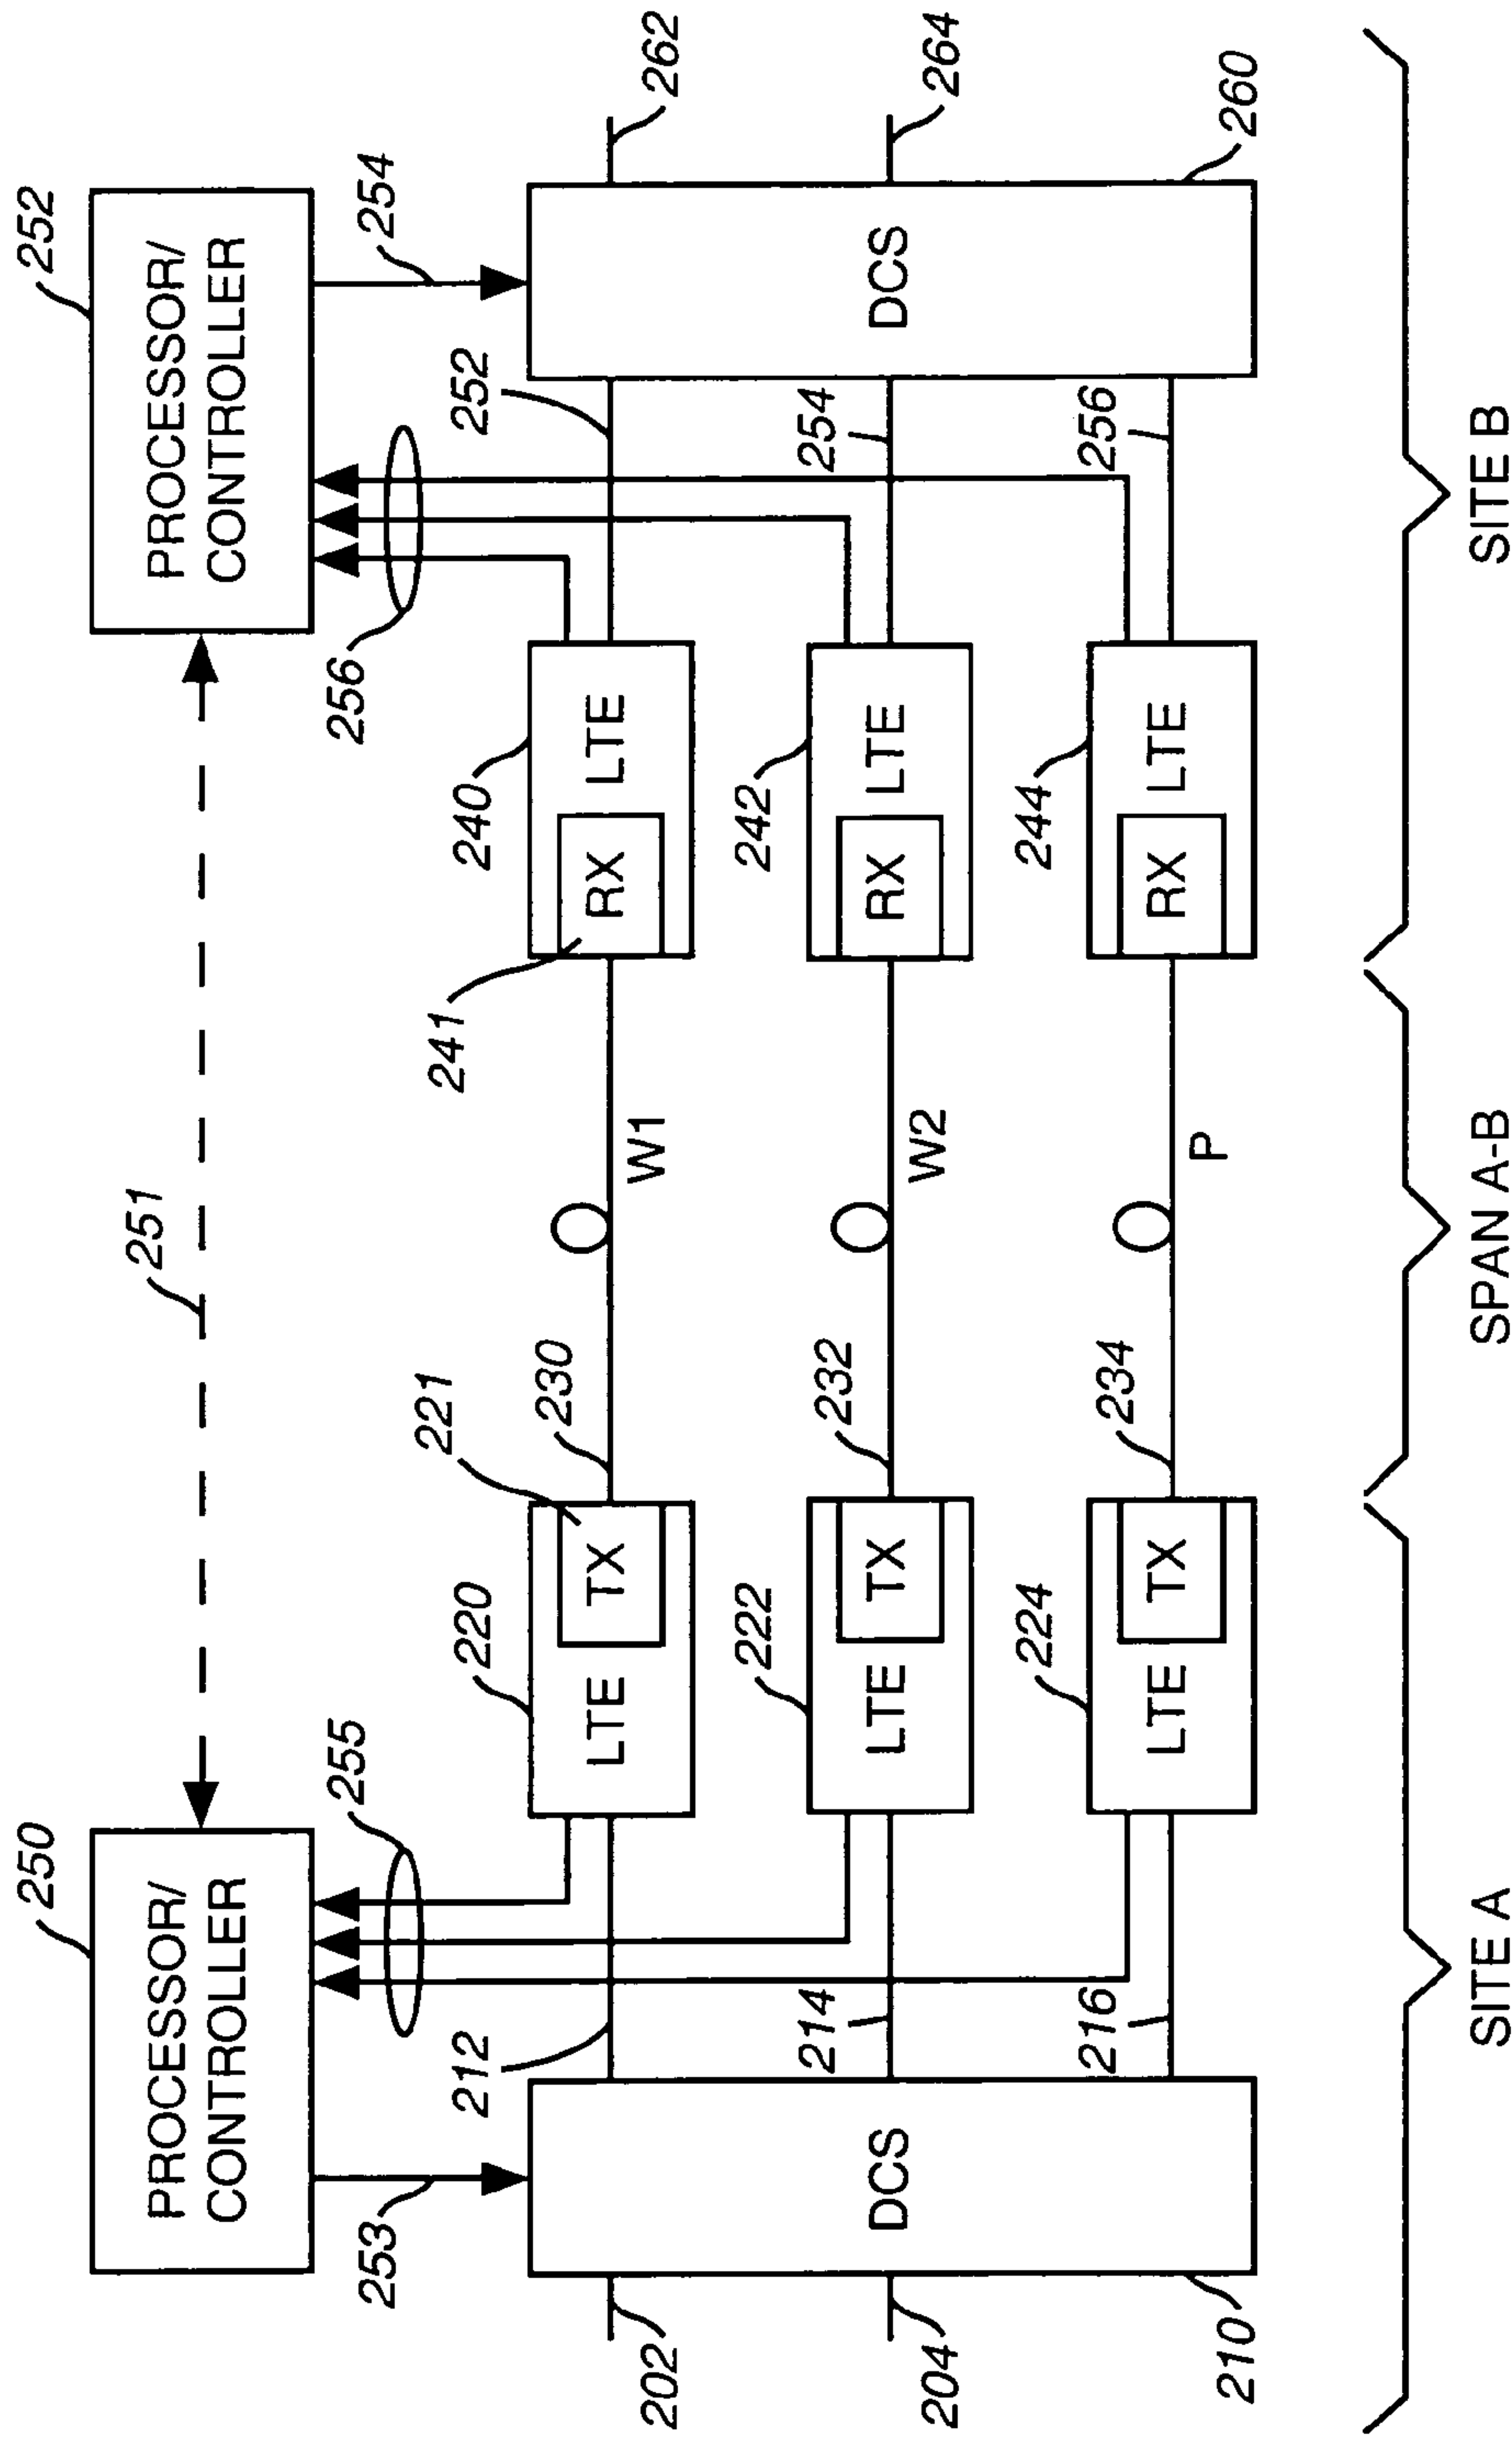 250
PROCESSOR/
CONTROLLER
251
252
PROCESSOR/
CONTROLLER
253
255
256
254
202
212
220
LTE
TX
221
230
W1
241
240
RX
LTE
252
262
204
DCS
214
222
LTE
TX
232
W2
242
RX
LTE
254
DCS
264
210
216
224
LTE
TX
234
P
244
RX
LTE
256
260
SITE A
SPAN A-B
SITE B